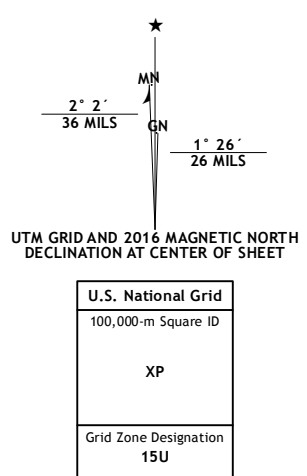 ★
MN
GN
2° 2´
36 MILS
1° 26´
26 MILS
UTM GRID AND 2016 MAGNETIC NORTH
DECLINATION AT CENTER OF SHEET
U.S. National Grid
100,000-m Square ID
XP
Grid Zone Designation
15U